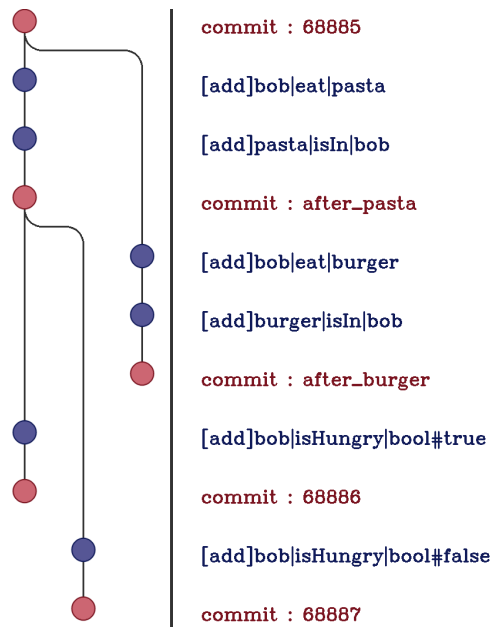 commit : 68885
[add]bob|eat|pasta
[add]pasta|isIn|bob
commit : after_pasta
[add]bob|eat|burger
[add]burger|isIn|bob
commit : after_burger
[add]bob|isHungry|bool#true
commit : 68886
[add]bob|isHungry|bool#false
commit : 68887